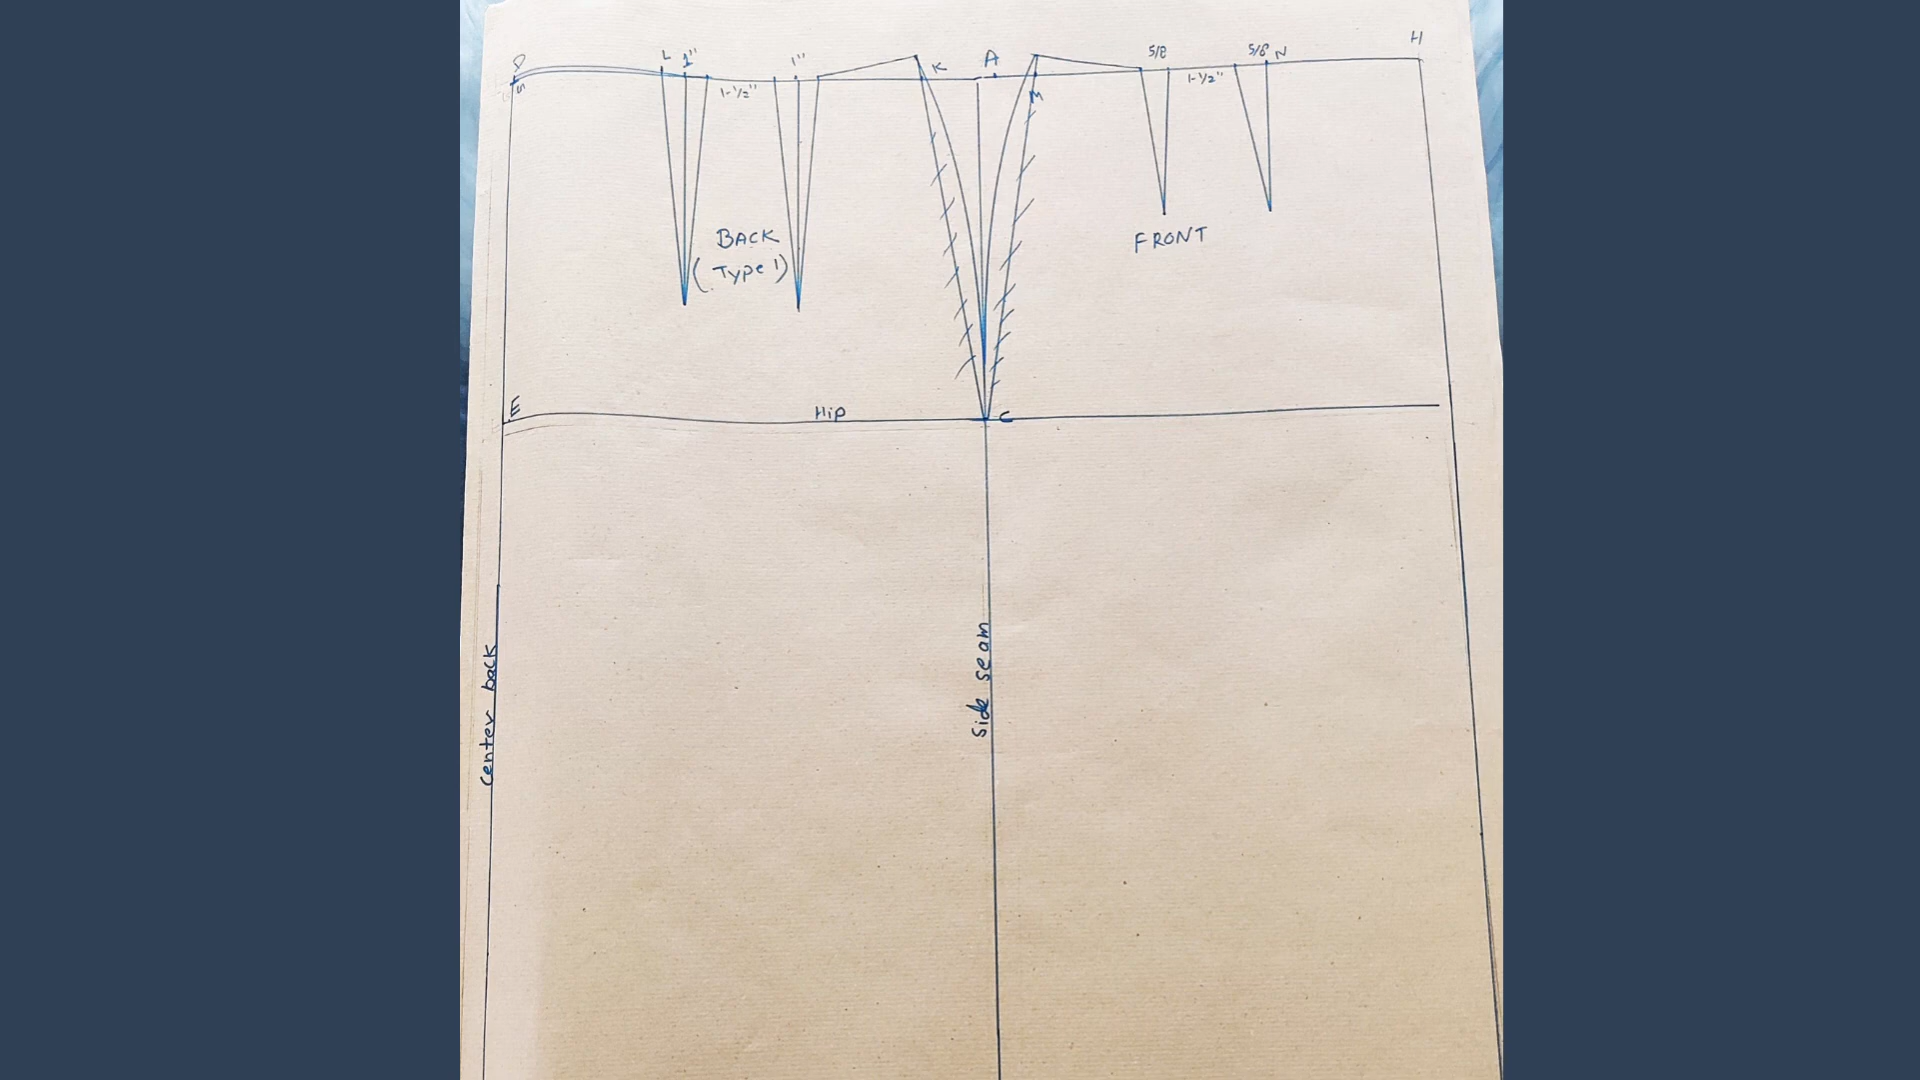 D
L 1"
1"
K
A
5/8
5/8 N
H
S
1-1/2"
M
1-1/2"
BACK
(Type 1)
FRONT
E
Hip
C
Side seam
center back